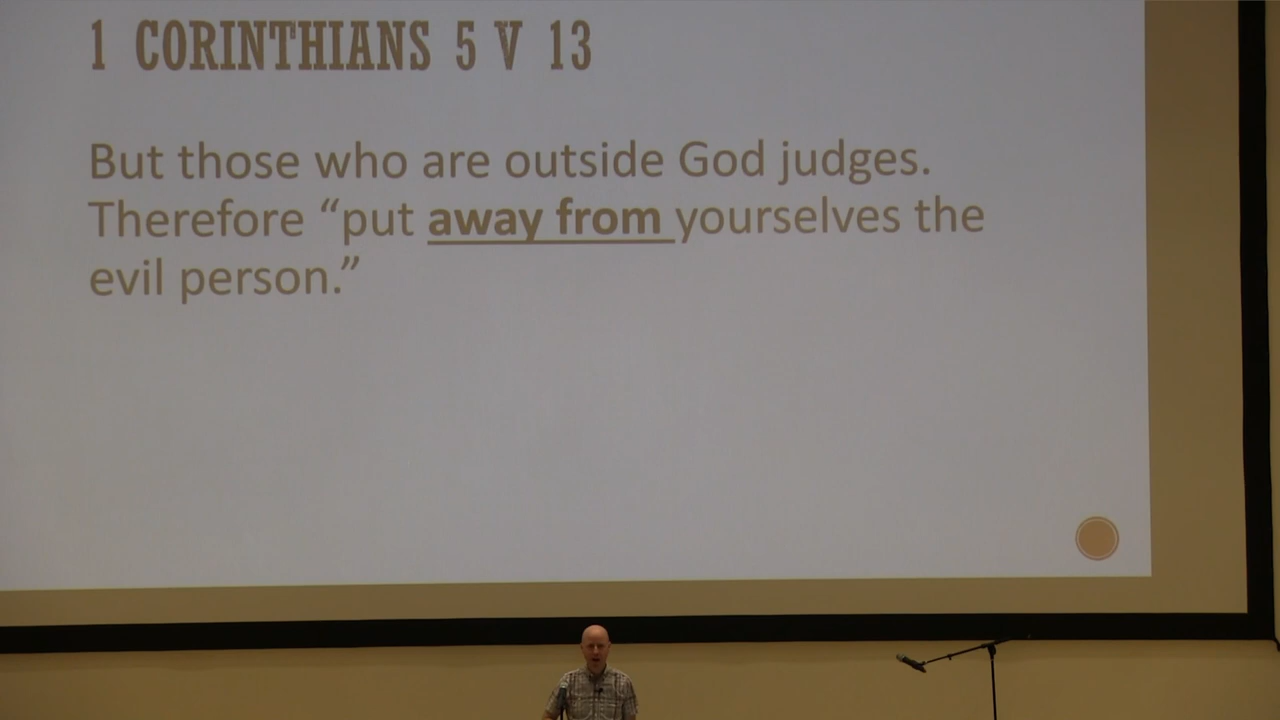 1 CORINTHIANS 5 V 13
But those who are outside God judges.
Therefore “put away from yourselves the
evil person.”